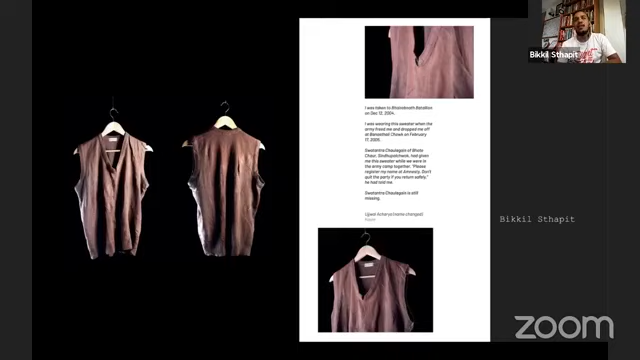 Bikkil Sthapit
I was taken to Bhairabnath Battalion
on Dec 12, 2004.
I was wearing this sweater when the
army freed me and dropped me off
at Baneshwor Chowk on February
17, 2005.
Swatantra Chaulagain of Bhote
Chaur, Sindhupalchwok, had given
me this sweater while we were in
the army camp together. "Please
register my name at Amnesty. Don't
quit the party if you return safely,"
he had told me.
Swatantra Chaulagain is still
missing.
Ujjwal Acharya (name changed)
Bikkil Sthapit
zoom